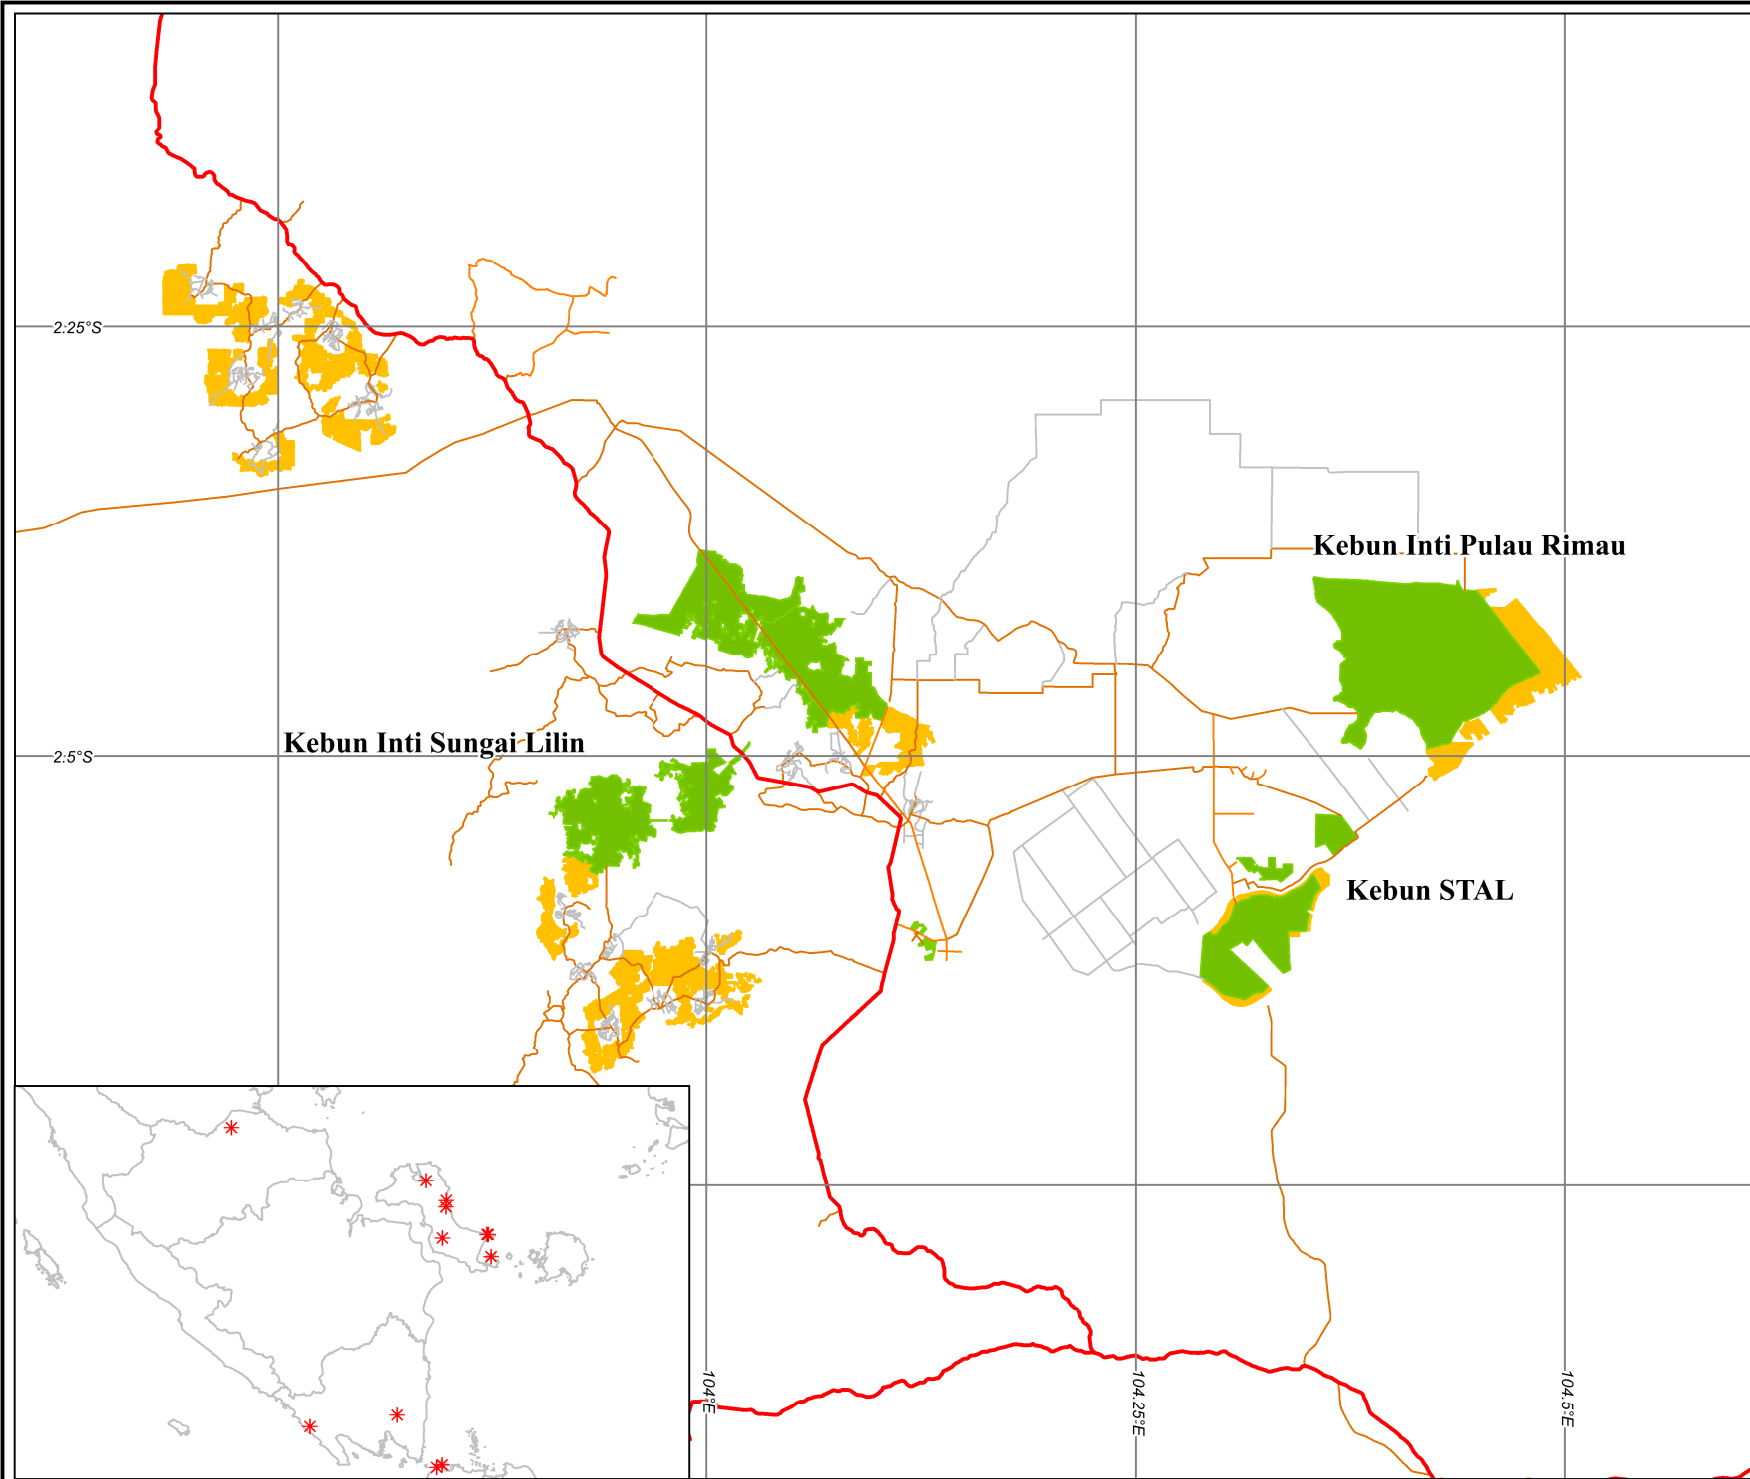 2.25°S
Kebun Inti Pulau Rimau
Kebun Inti Sungai Lilin
2.5°S
Kebun STAL
104°E
104.25°E
104.5°E